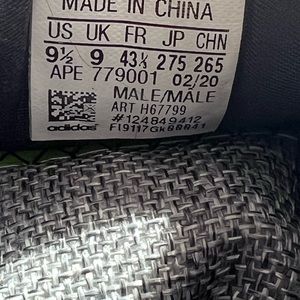 MADE IN CHINA
US UK FR JP CHN
9½ 9 43⅓ 275 265
APE 779001 02/20
MALE/MÂLE
ART H67799
#124849412
adidas